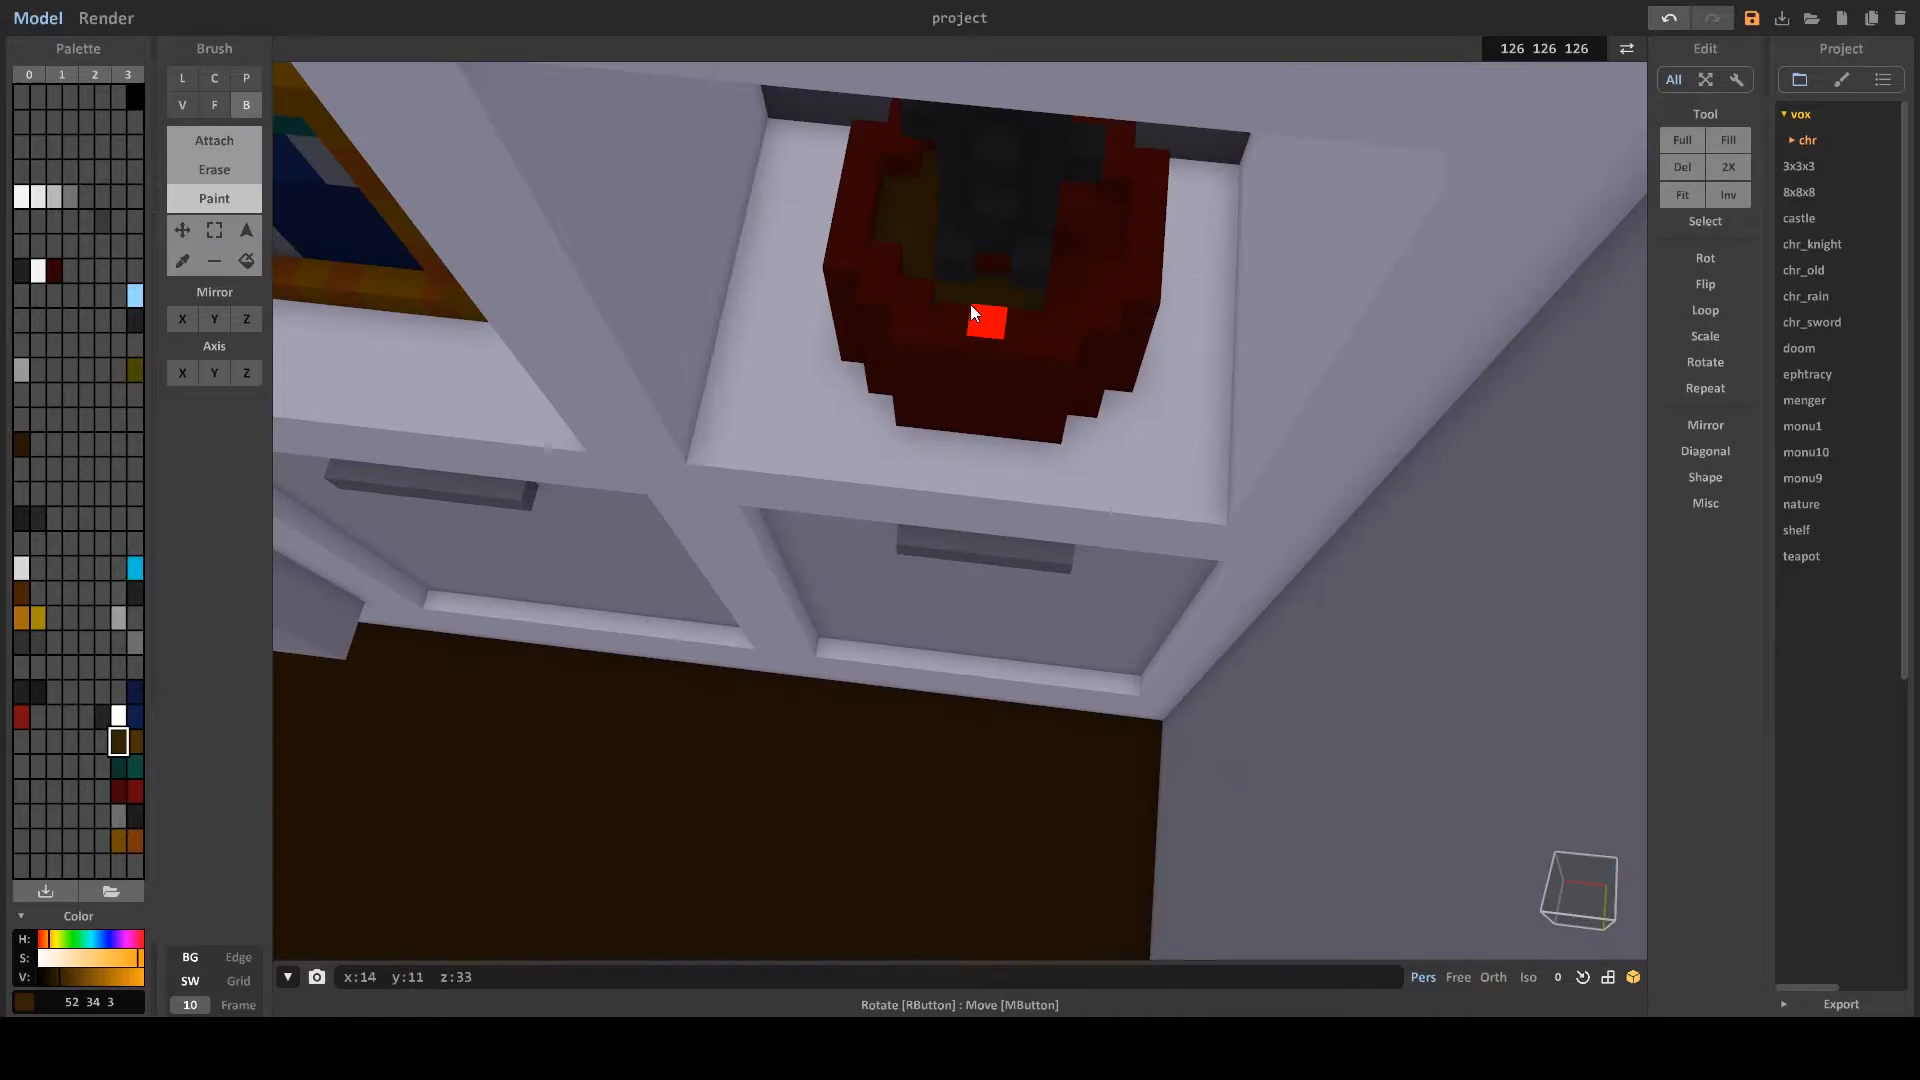 Model Render project
Palette Brush 126 126 126 Edit Project
0 1 2 3
L C P
V F B
All
Attach
Erase
Paint
Tool
Full Fill
Del 2X
Fit Inv
Select
Rot
Flip
Loop
Scale
Rotate
Repeat
Mirror
Diagonal
Shape
Misc
Mirror
X Y Z
Axis
X Y Z
vox
chr
3x3x3
8x8x8
castle
chr_knight
chr_old
chr_rain
chr_sword
doom
ephtracy
menger
monu1
monu10
monu9
nature
shelf
teapot
Color
H:
S:
V:
52 34 3
BG Edge
SW Grid
10 Frame
x:14 y:11 z:33
Pers Free Orth Iso 0
Rotate [RButton] : Move [MButton]
Export